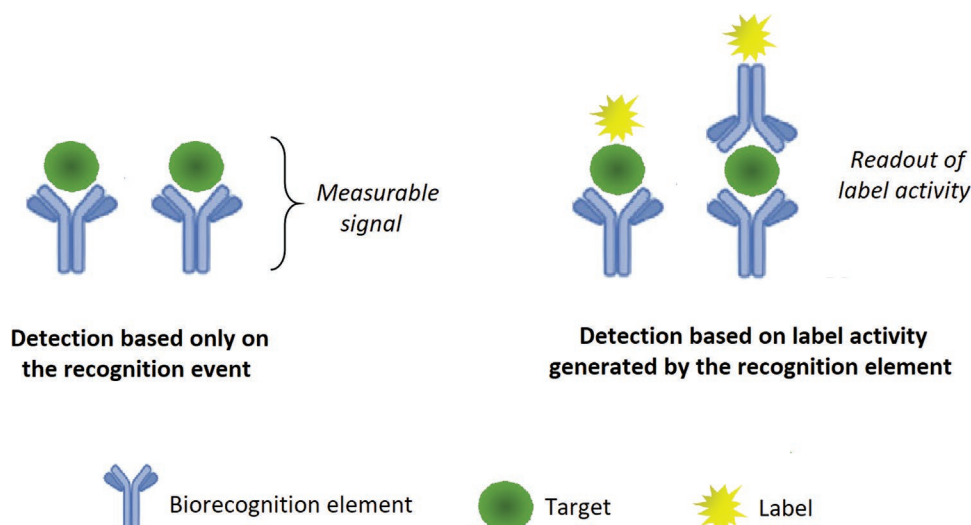 Measurable
signal
Readout of
label activity
Detection based only on
the recognition event
Detection based on label activity
generated by the recognition element
Biorecognition element
Target
Label